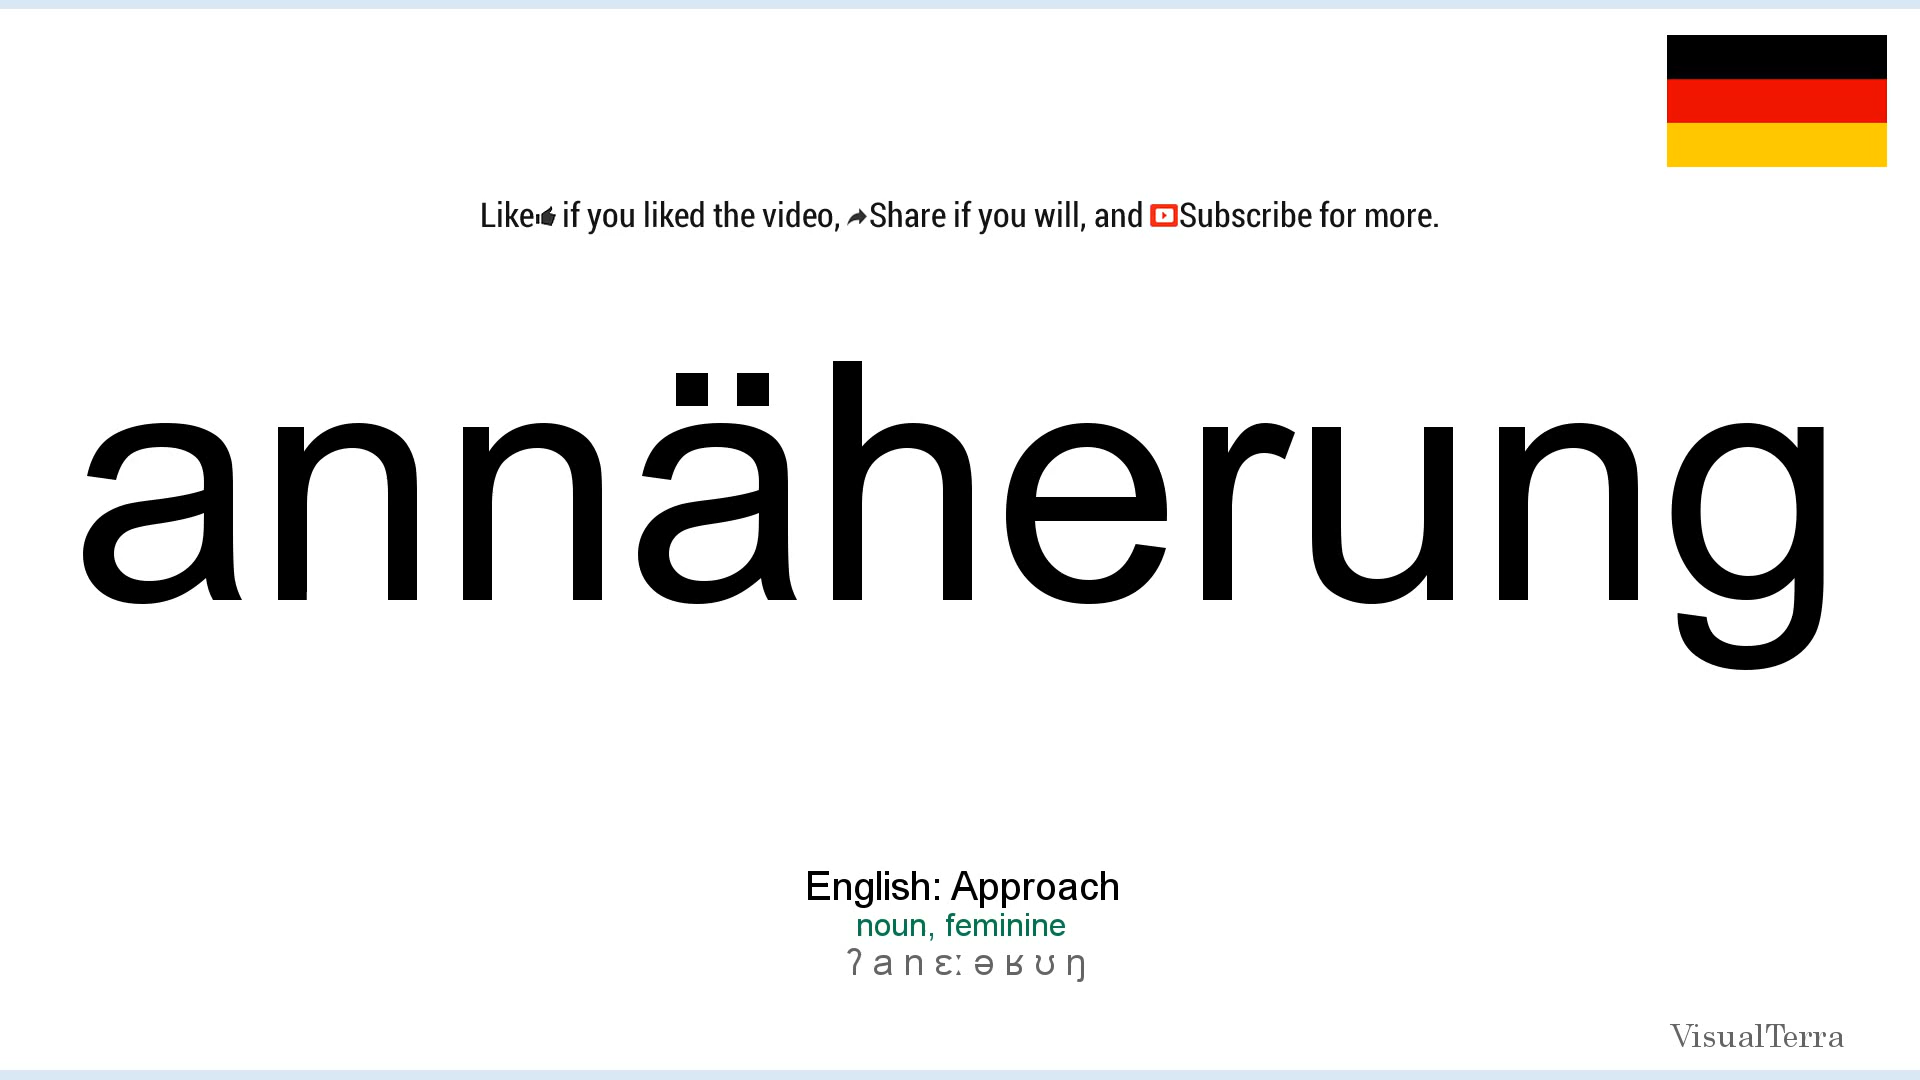 Like if you liked the video, Share if you will, and Subscribe for more.
annäherung
English: Approach
noun, feminine
ʔ a n ɛː ə ʁ ʊ ŋ
VisualTerra